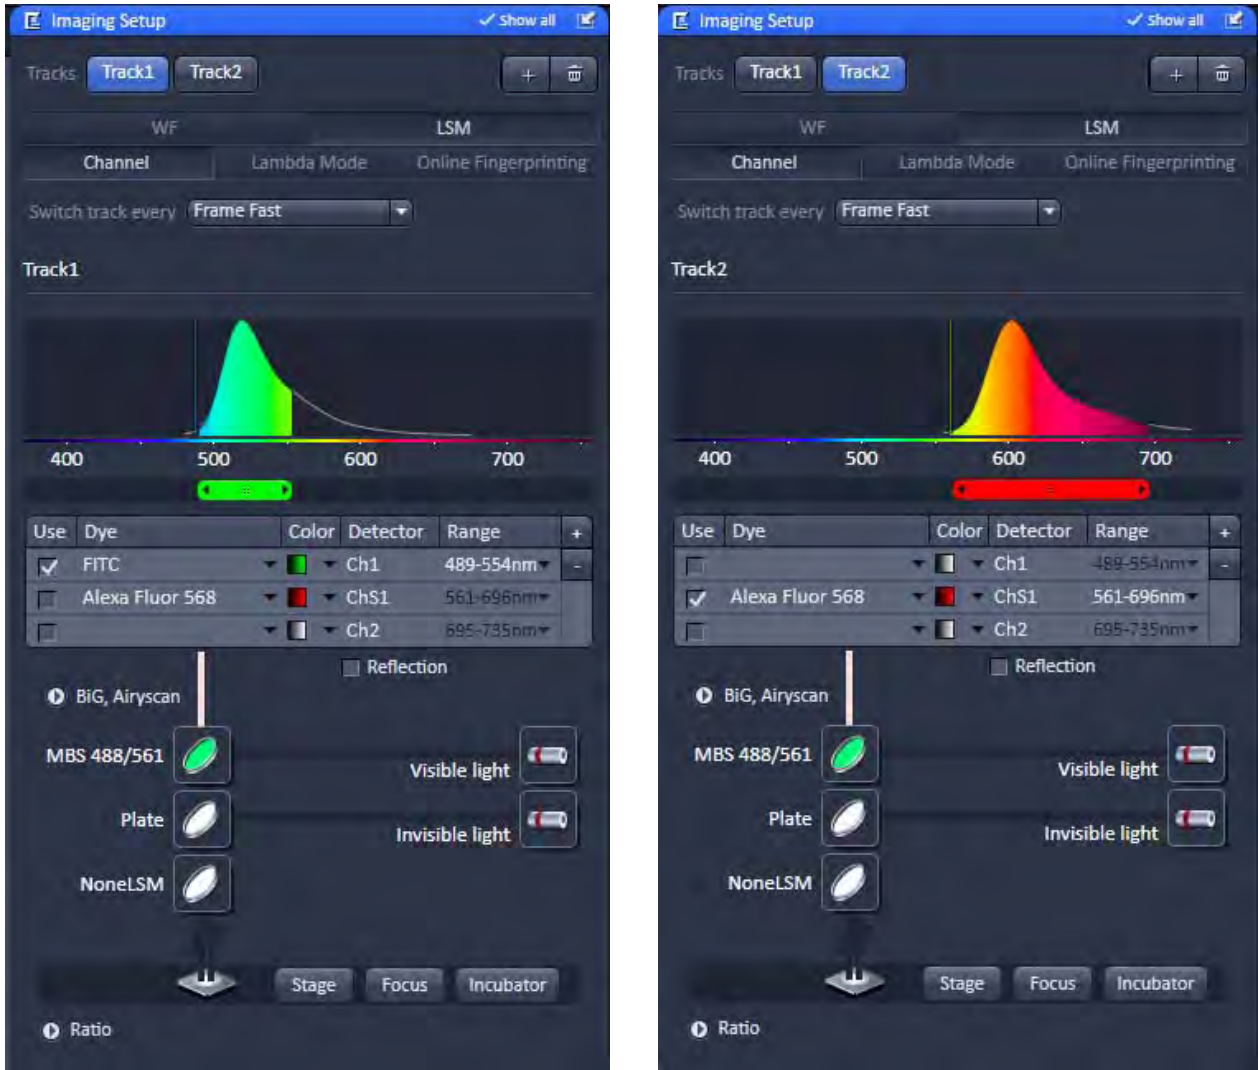 Imaging Setup
Show all
Tracks Track1 Track2 +
WF LSM
Channel Lambda Mode Online Fingerprinting
Switch track every Frame Fast
Track1
400 500 600 700
Use Dye Color Detector Range +
FITC Ch1 489-554nm -
Alexa Fluor 568 ChS1 561-696nm
Ch2 695-735nm
Reflection
BiG, Airyscan
MBS 488/561
Visible light
Plate
Invisible light
NoneLSM
Stage Focus Incubator
Ratio
Imaging Setup
Show all
Tracks Track1 Track2 +
WF LSM
Channel Lambda Mode Online Fingerprinting
Switch track every Frame Fast
Track2
400 500 600 700
Use Dye Color Detector Range +
Ch1 489-554nm -
Alexa Fluor 568 ChS1 561-696nm
Ch2 695-735nm
Reflection
BiG, Airyscan
MBS 488/561
Visible light
Plate
Invisible light
NoneLSM
Stage Focus Incubator
Ratio